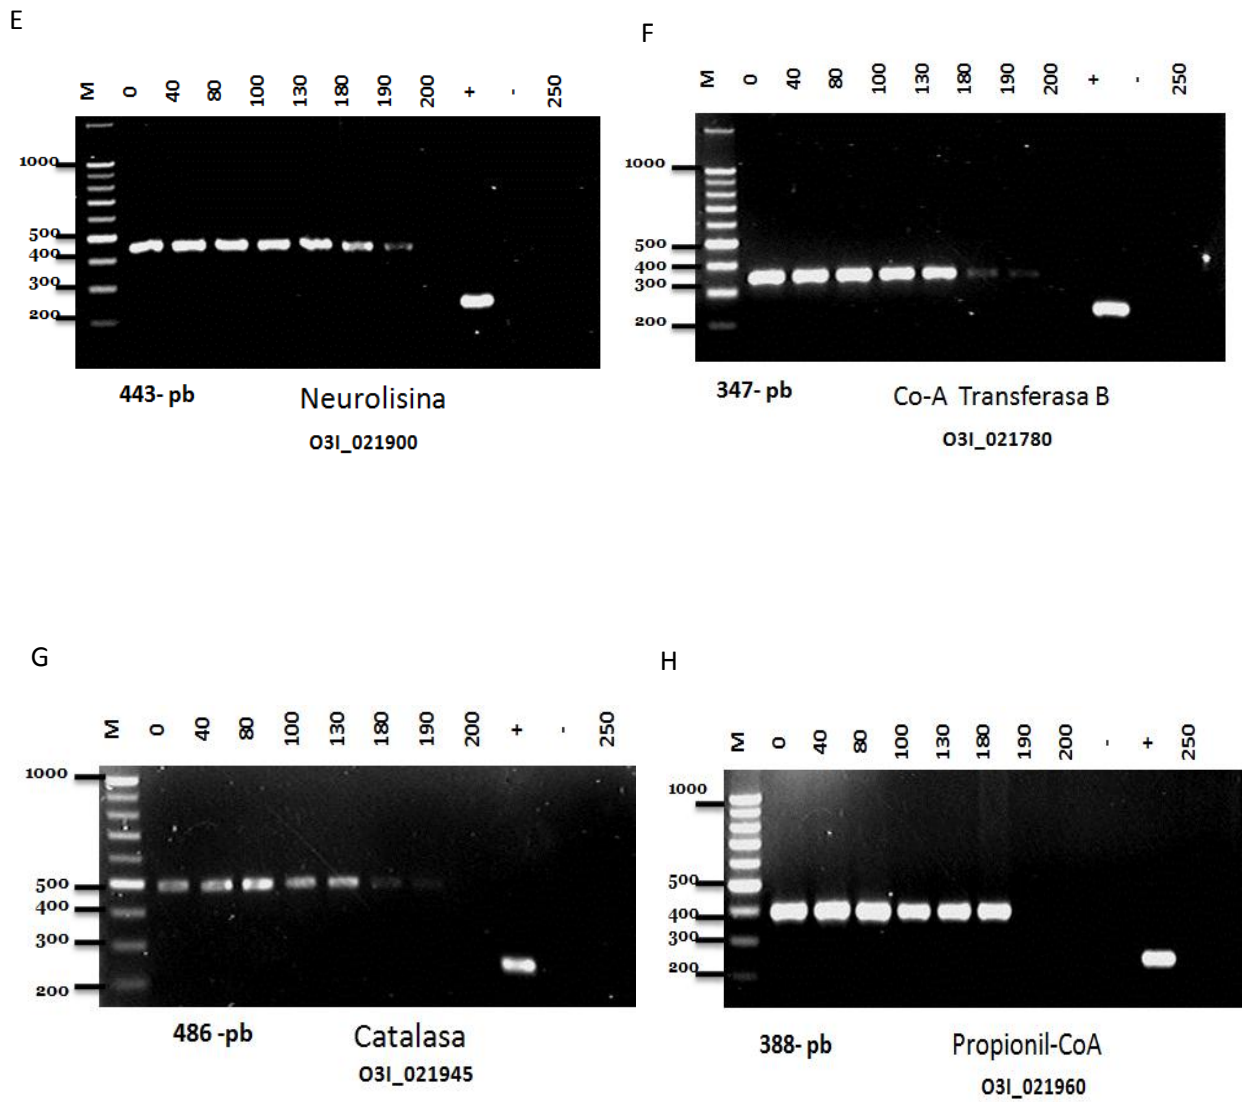 E
M 0 40 80 100 130 180 190 200 + - 250
1000
500
400
300
200
443- pb
Neurolisina
O3I_021900
F
M 0 40 80 100 130 180 190 200 + - 250
1000
500
400
300
200
347- pb
Co-A Transferasa B
O3I_021780
G
M 0 40 80 100 130 180 190 200 + - 250
1000
500
400
300
200
486 -pb
Catalasa
O3I_021945
H
M 0 40 80 100 130 180 190 200 - + 250
1000
500
400
300
200
388- pb
Propionil-CoA
O3I_021960